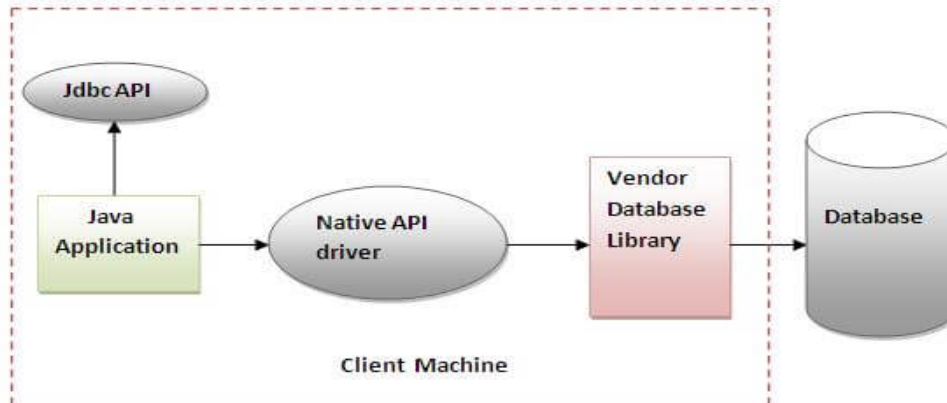 Jdbc API
Java
Application
Native API
driver
Vendor
Database
Library
Database
Client Machine